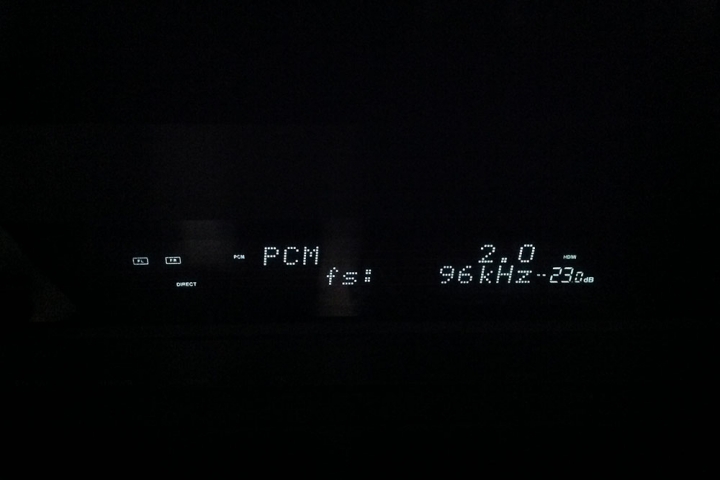 FL FR PCM PCM 2.0 HDMI
DIRECT fs: 96kHz -23.0dB